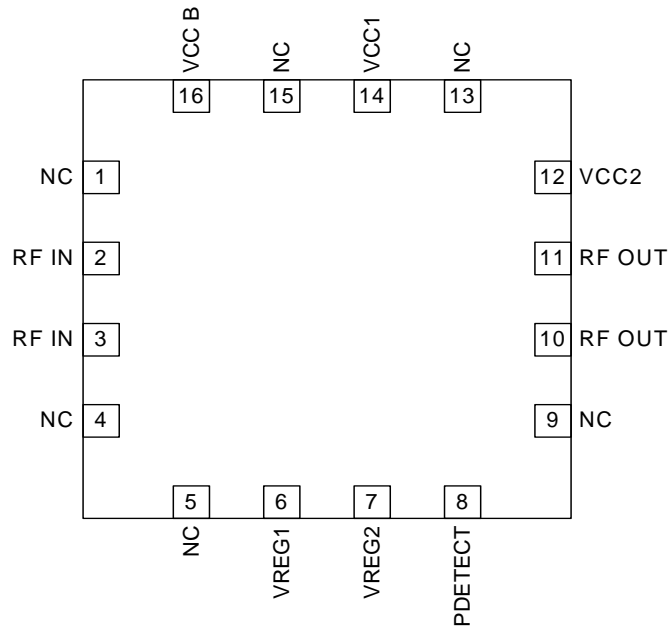 VCC B
NC
VCC1
NC
16
15
14
13
NC 1
12 VCC2
RF IN 2
11 RF OUT
RF IN 3
10 RF OUT
NC 4
9 NC
5
6
7
8
NC
VREG1
VREG2
PDETECT